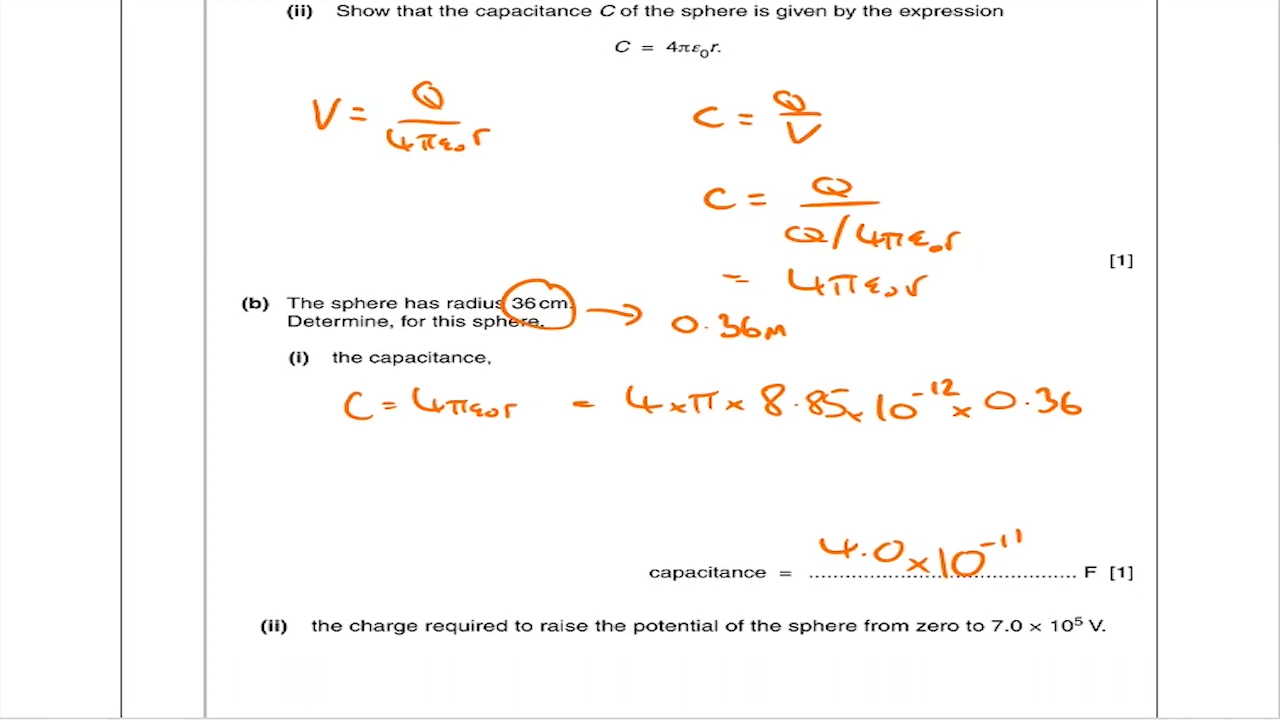 (ii) Show that the capacitance C of the sphere is given by the expression
C = 4πε₀r.
V = Q / 4πε₀r
C = Q / V
C = Q / Q/4πε₀r
= 4πε₀r
[1]
(b) The sphere has radius 36 cm. → 0.36m
Determine, for this sphere,
(i) the capacitance,
C = 4πε₀r = 4 × π × 8.85 × 10⁻¹² × 0.36
4.0 × 10⁻¹¹
capacitance = ................................................ F [1]
(ii) the charge required to raise the potential of the sphere from zero to 7.0 × 10⁵ V.